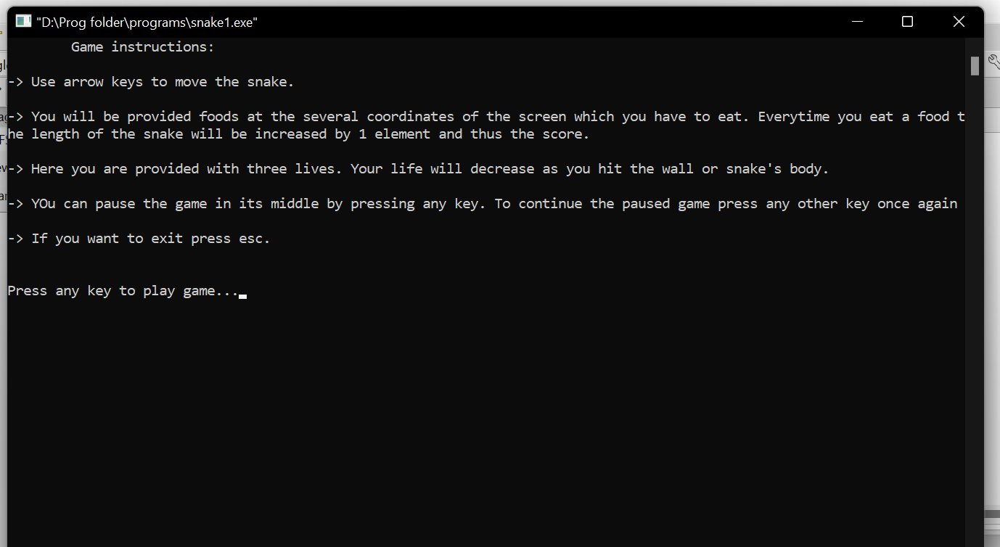 "D:\Prog folder\programs\snake1.exe"
Game instructions:
-> Use arrow keys to move the snake.
-> You will be provided foods at the several coordinates of the screen which you have to eat. Everytime you eat a food t
he length of the snake will be increased by 1 element and thus the score.
-> Here you are provided with three lives. Your life will decrease as you hit the wall or snake's body.
-> YOu can pause the game in its middle by pressing any key. To continue the paused game press any other key once again
-> If you want to exit press esc.
Press any key to play game...